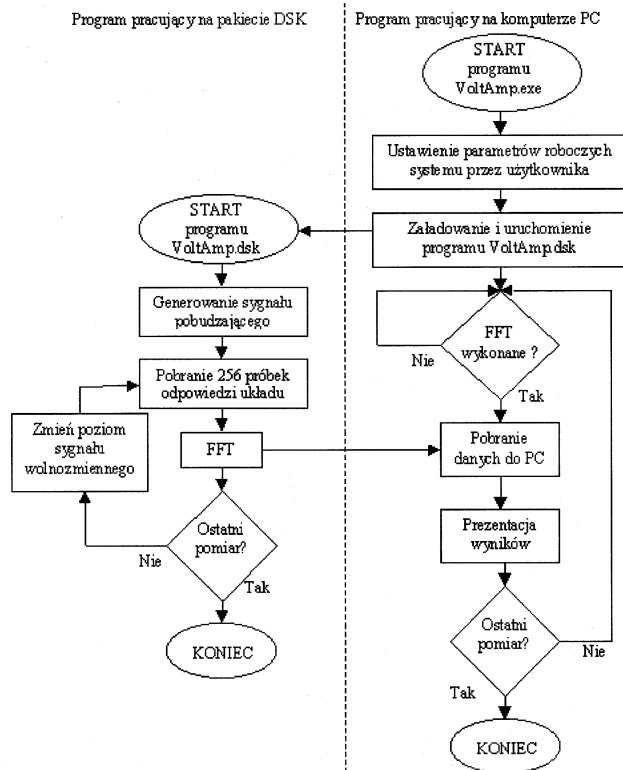 Program pracujący na pakiecie DSK
START
programu
VoltAmp.dsk
Generowanie sygnału
pobudzającego
Pobranie 256 próbek
odpowiedzi układu
Zmień poziom
sygnału
wolnozmiennego
FFT
Ostatni
pomiar?
Nie
Tak
KONIEC
Program pracujący na komputerze PC
START
programu
VoltAmp.exe
Ustawienie parametrów roboczych
systemu przez użytkownika
Załadowanie i uruchomienie
programu VoltAmp.dsk
FFT
wykonane ?
Nie
Tak
Pobranie
danych do PC
Prezentacja
wyników
Ostatni
pomiar?
Nie
Tak
KONIEC